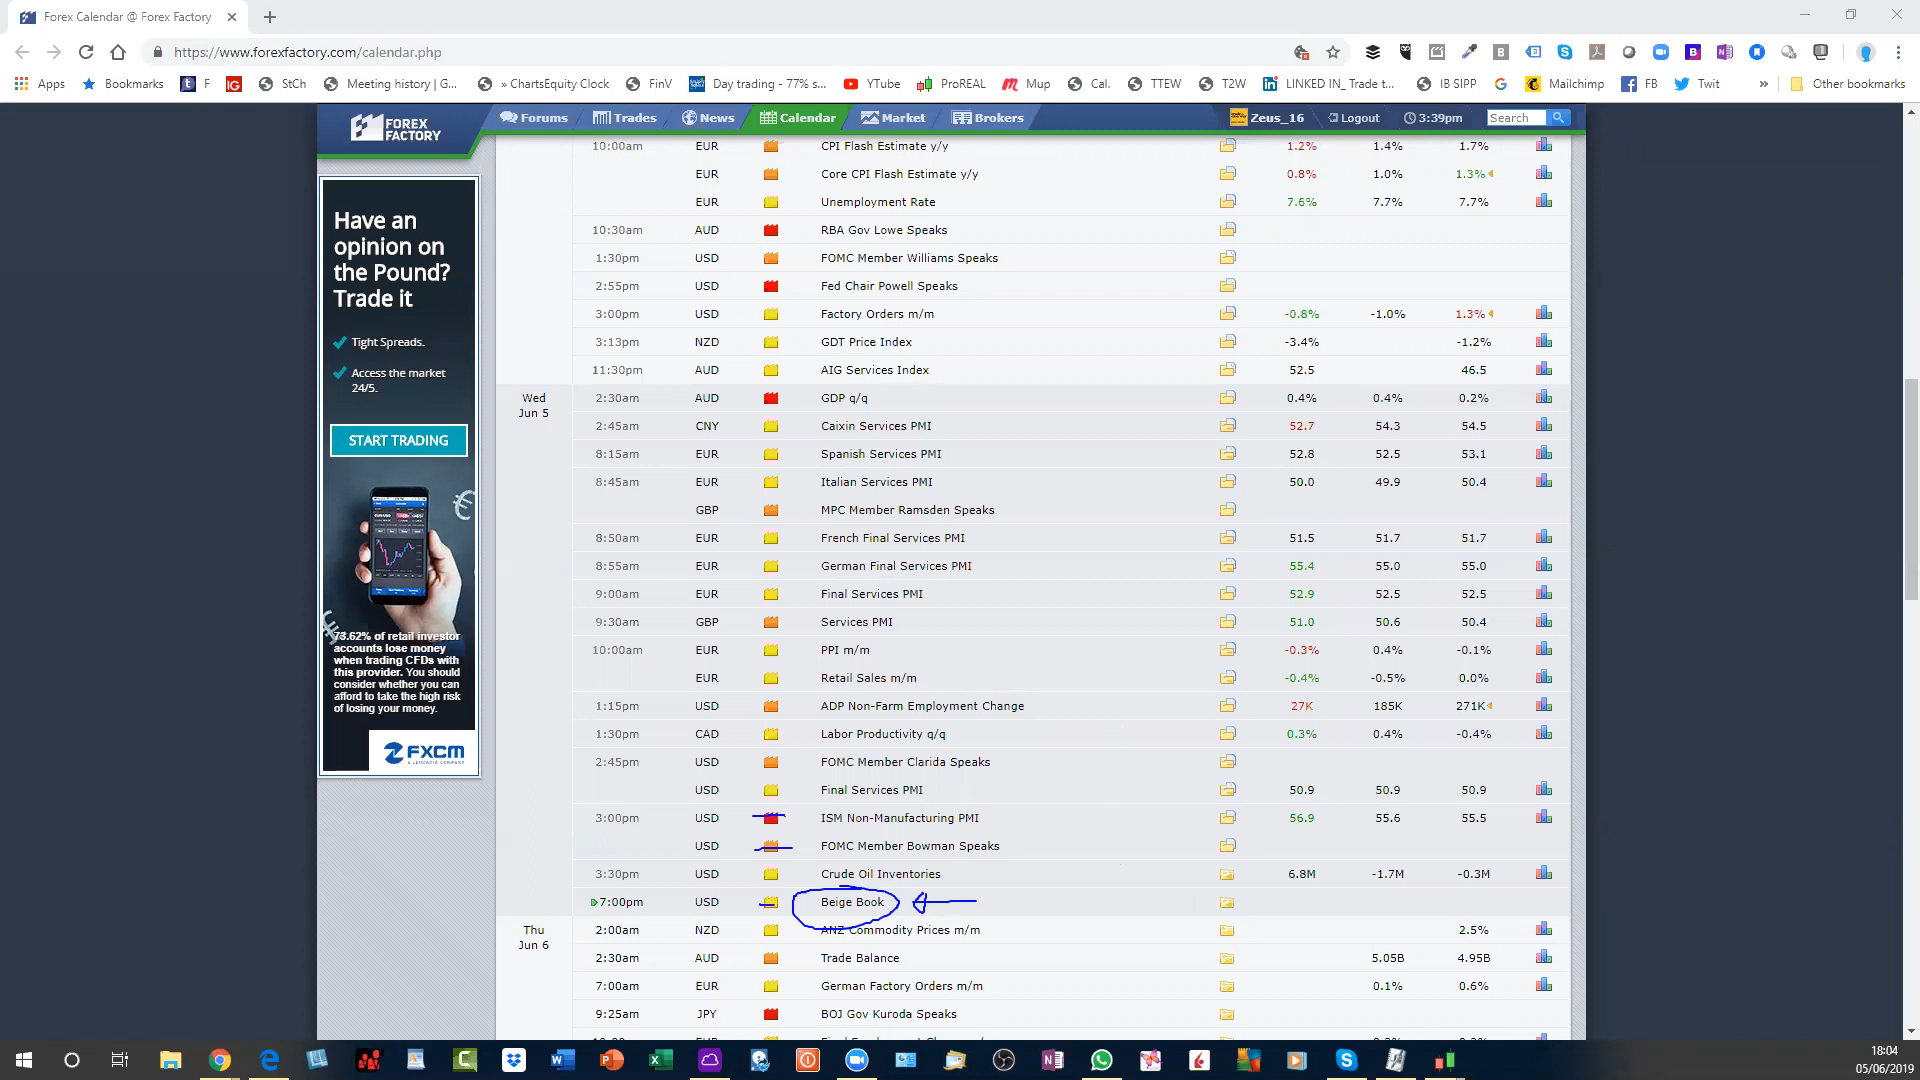 Forex Calendar @ Forex Factory
https://www.forexfactory.com/calendar.php
Apps Bookmarks F StCh Meeting history | G... » ChartsEquity Clock FinV Day trading - 77% s... YTube ProREAL Mup Cal. TTEW T2W LINKED IN_ Trade t... IB SIPP Mailchimp FB Twit » Other bookmarks
FOREX FACTORY Forums Trades News Calendar Market Brokers Zeus_16 Logout 3:39pm Search
10:00am EUR CPI Flash Estimate y/y 1.2% 1.4% 1.7%
EUR Core CPI Flash Estimate y/y 0.8% 1.0% 1.3%
EUR Unemployment Rate 7.6% 7.7% 7.7%
10:30am AUD RBA Gov Lowe Speaks
1:30pm USD FOMC Member Williams Speaks
2:55pm USD Fed Chair Powell Speaks
3:00pm USD Factory Orders m/m -0.8% -1.0% 1.3%
3:13pm NZD GDT Price Index -3.4% -1.2%
11:30pm AUD AIG Services Index 52.5 46.5
Wed Jun 5 2:30am AUD GDP q/q 0.4% 0.4% 0.2%
2:45am CNY Caixin Services PMI 52.7 54.3 54.5
8:15am EUR Spanish Services PMI 52.8 52.5 53.1
8:45am EUR Italian Services PMI 50.0 49.9 50.4
GBP MPC Member Ramsden Speaks
8:50am EUR French Final Services PMI 51.5 51.7 51.7
8:55am EUR German Final Services PMI 55.4 55.0 55.0
9:00am EUR Final Services PMI 52.9 52.5 52.5
9:30am GBP Services PMI 51.0 50.6 50.4
10:00am EUR PPI m/m -0.3% 0.4% -0.1%
EUR Retail Sales m/m -0.4% -0.5% 0.0%
1:15pm USD ADP Non-Farm Employment Change 27K 185K 271K
1:30pm CAD Labor Productivity q/q 0.3% 0.4% -0.4%
2:45pm USD FOMC Member Clarida Speaks
USD Final Services PMI 50.9 50.9 50.9
3:00pm USD ISM Non-Manufacturing PMI 56.9 55.6 55.5
USD FOMC Member Bowman Speaks
3:30pm USD Crude Oil Inventories 6.8M -1.7M -0.3M
7:00pm USD Beige Book
Thu Jun 6 2:00am NZD ANZ Commodity Prices m/m 2.5%
2:30am AUD Trade Balance 5.05B 4.95B
7:00am EUR German Factory Orders m/m 0.1% 0.6%
9:25am JPY BOJ Gov Kuroda Speaks
Have an
opinion on
the Pound?
Trade it
Tight Spreads.
Access the market
24/5.
START TRADING
73.62% of retail investor
accounts lose money
when trading CFDs with
this provider. You should
consider whether you can
afford to take the high risk
of losing your money.
FXCM
18:04
05/06/2019